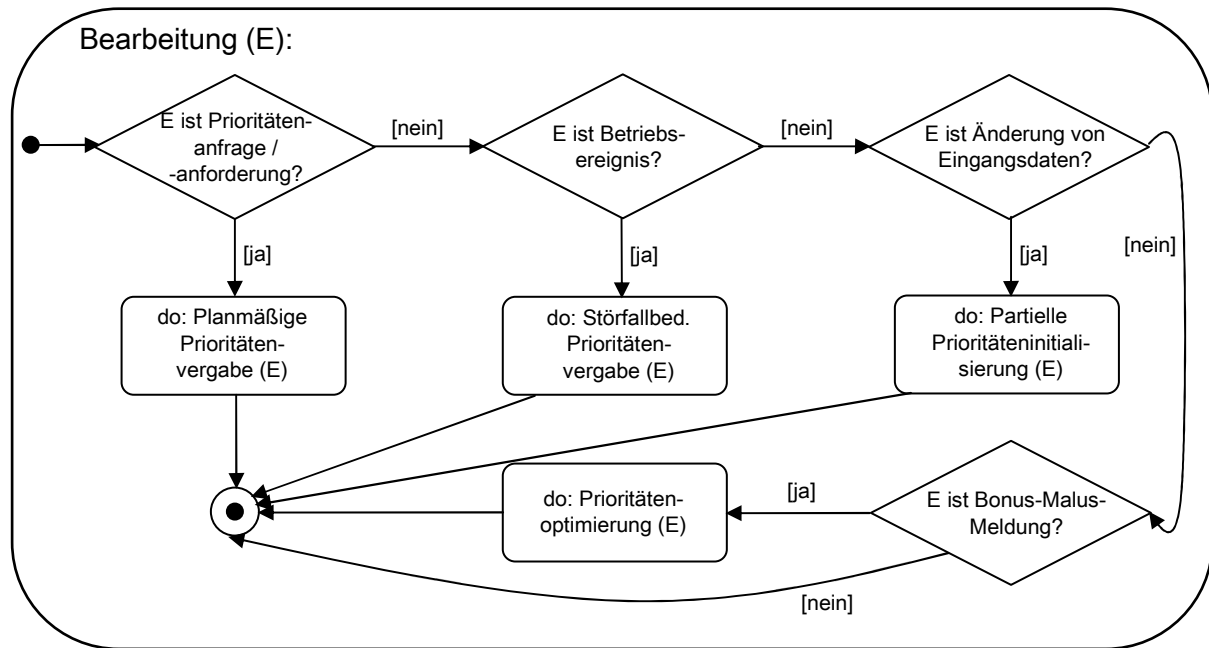 Bearbeitung (E):
E ist Prioritäten-
anfrage /
-anforderung?
[nein]
E ist Betriebs-
ereignis?
[nein]
E ist Änderung von
Eingangsdaten?
[nein]
[ja]
[ja]
[ja]
do: Planmäßige
Prioritäten-
vergabe (E)
do: Störfallbed.
Prioritäten-
vergabe (E)
do: Partielle
Prioritäteninitiali-
sierung (E)
do: Prioritäten-
optimierung (E)
[ja]
E ist Bonus-Malus-
Meldung?
[nein]